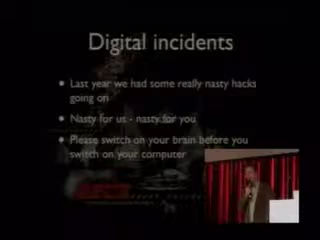 Digital incidents
Last year we had some really nasty hacks
going on
Nasty for us - nasty for you
Please switch on your brain before you
switch on your computer